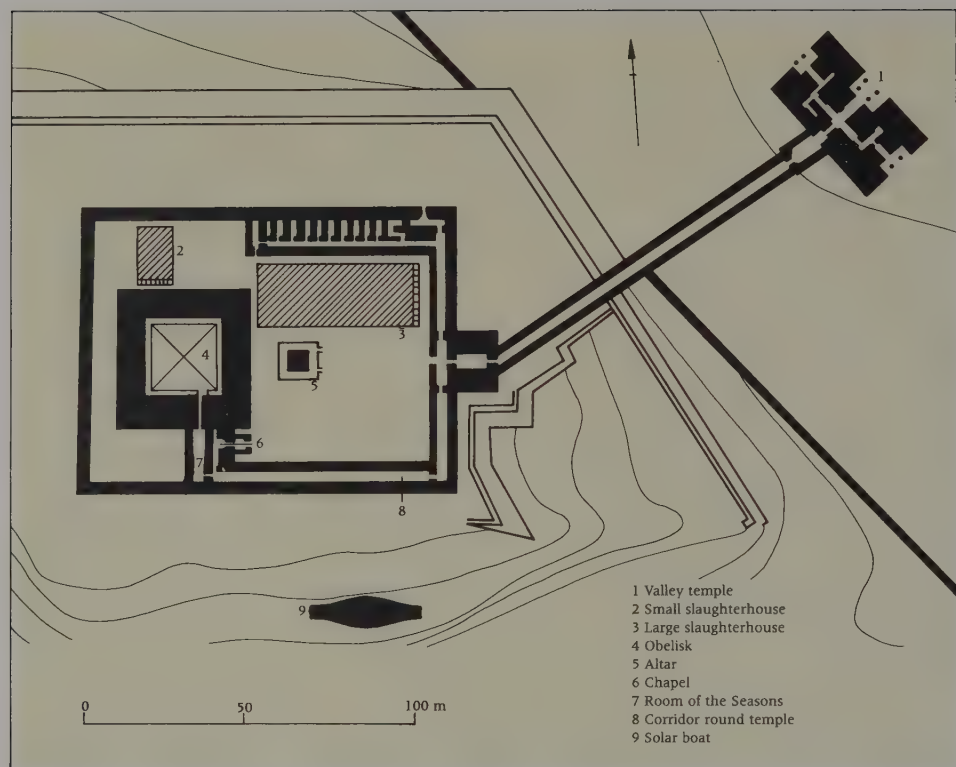 1
2
3
4
5
6
7
8
9
1 Valley temple
2 Small slaughterhouse
3 Large slaughterhouse
4 Obelisk
5 Altar
6 Chapel
7 Room of the Seasons
8 Corridor round temple
9 Solar boat
0 50 100 m